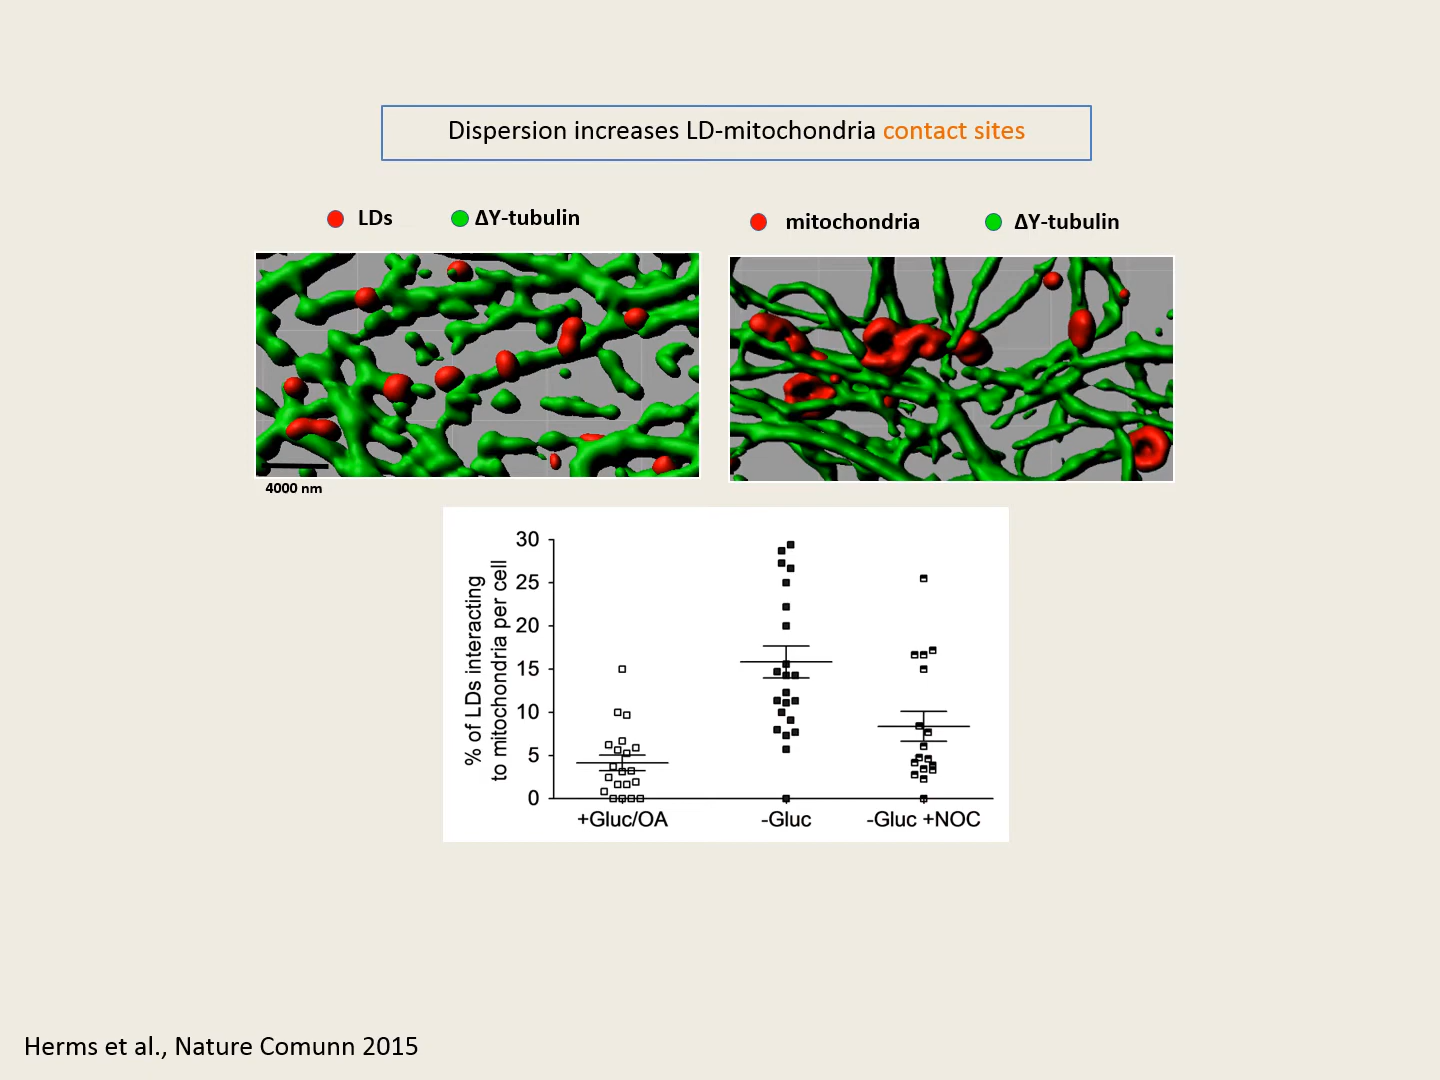 Dispersion increases LD-mitochondria contact sites
LDs ΔY-tubulin
mitochondria ΔY-tubulin
4000 nm
% of LDs interacting
to mitochondria per cell
30
25
20
15
10
5
0
+Gluc/OA -Gluc -Gluc +NOC
Herms et al., Nature Comunn 2015